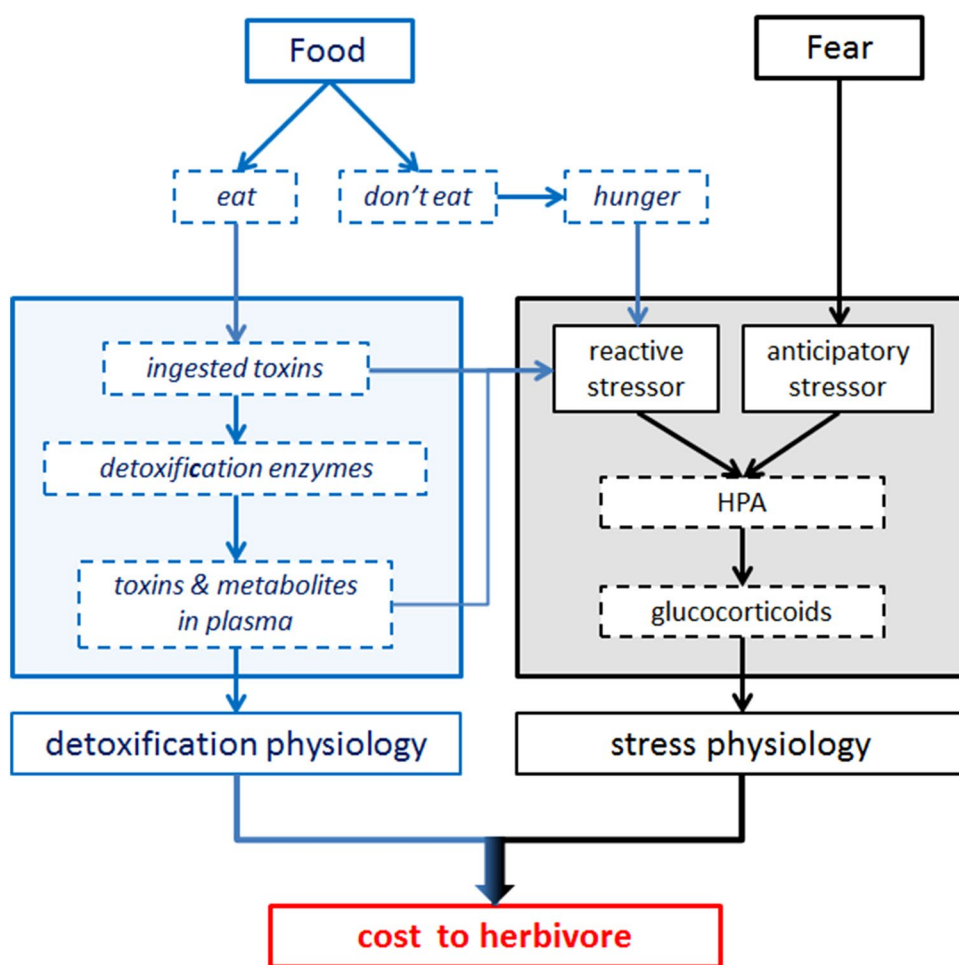 Food
Fear
eat
don't eat
hunger
ingested toxins
detoxification enzymes
toxins & metabolites
in plasma
reactive
stressor
anticipatory
stressor
HPA
glucocorticoids
detoxification physiology
stress physiology
cost to herbivore